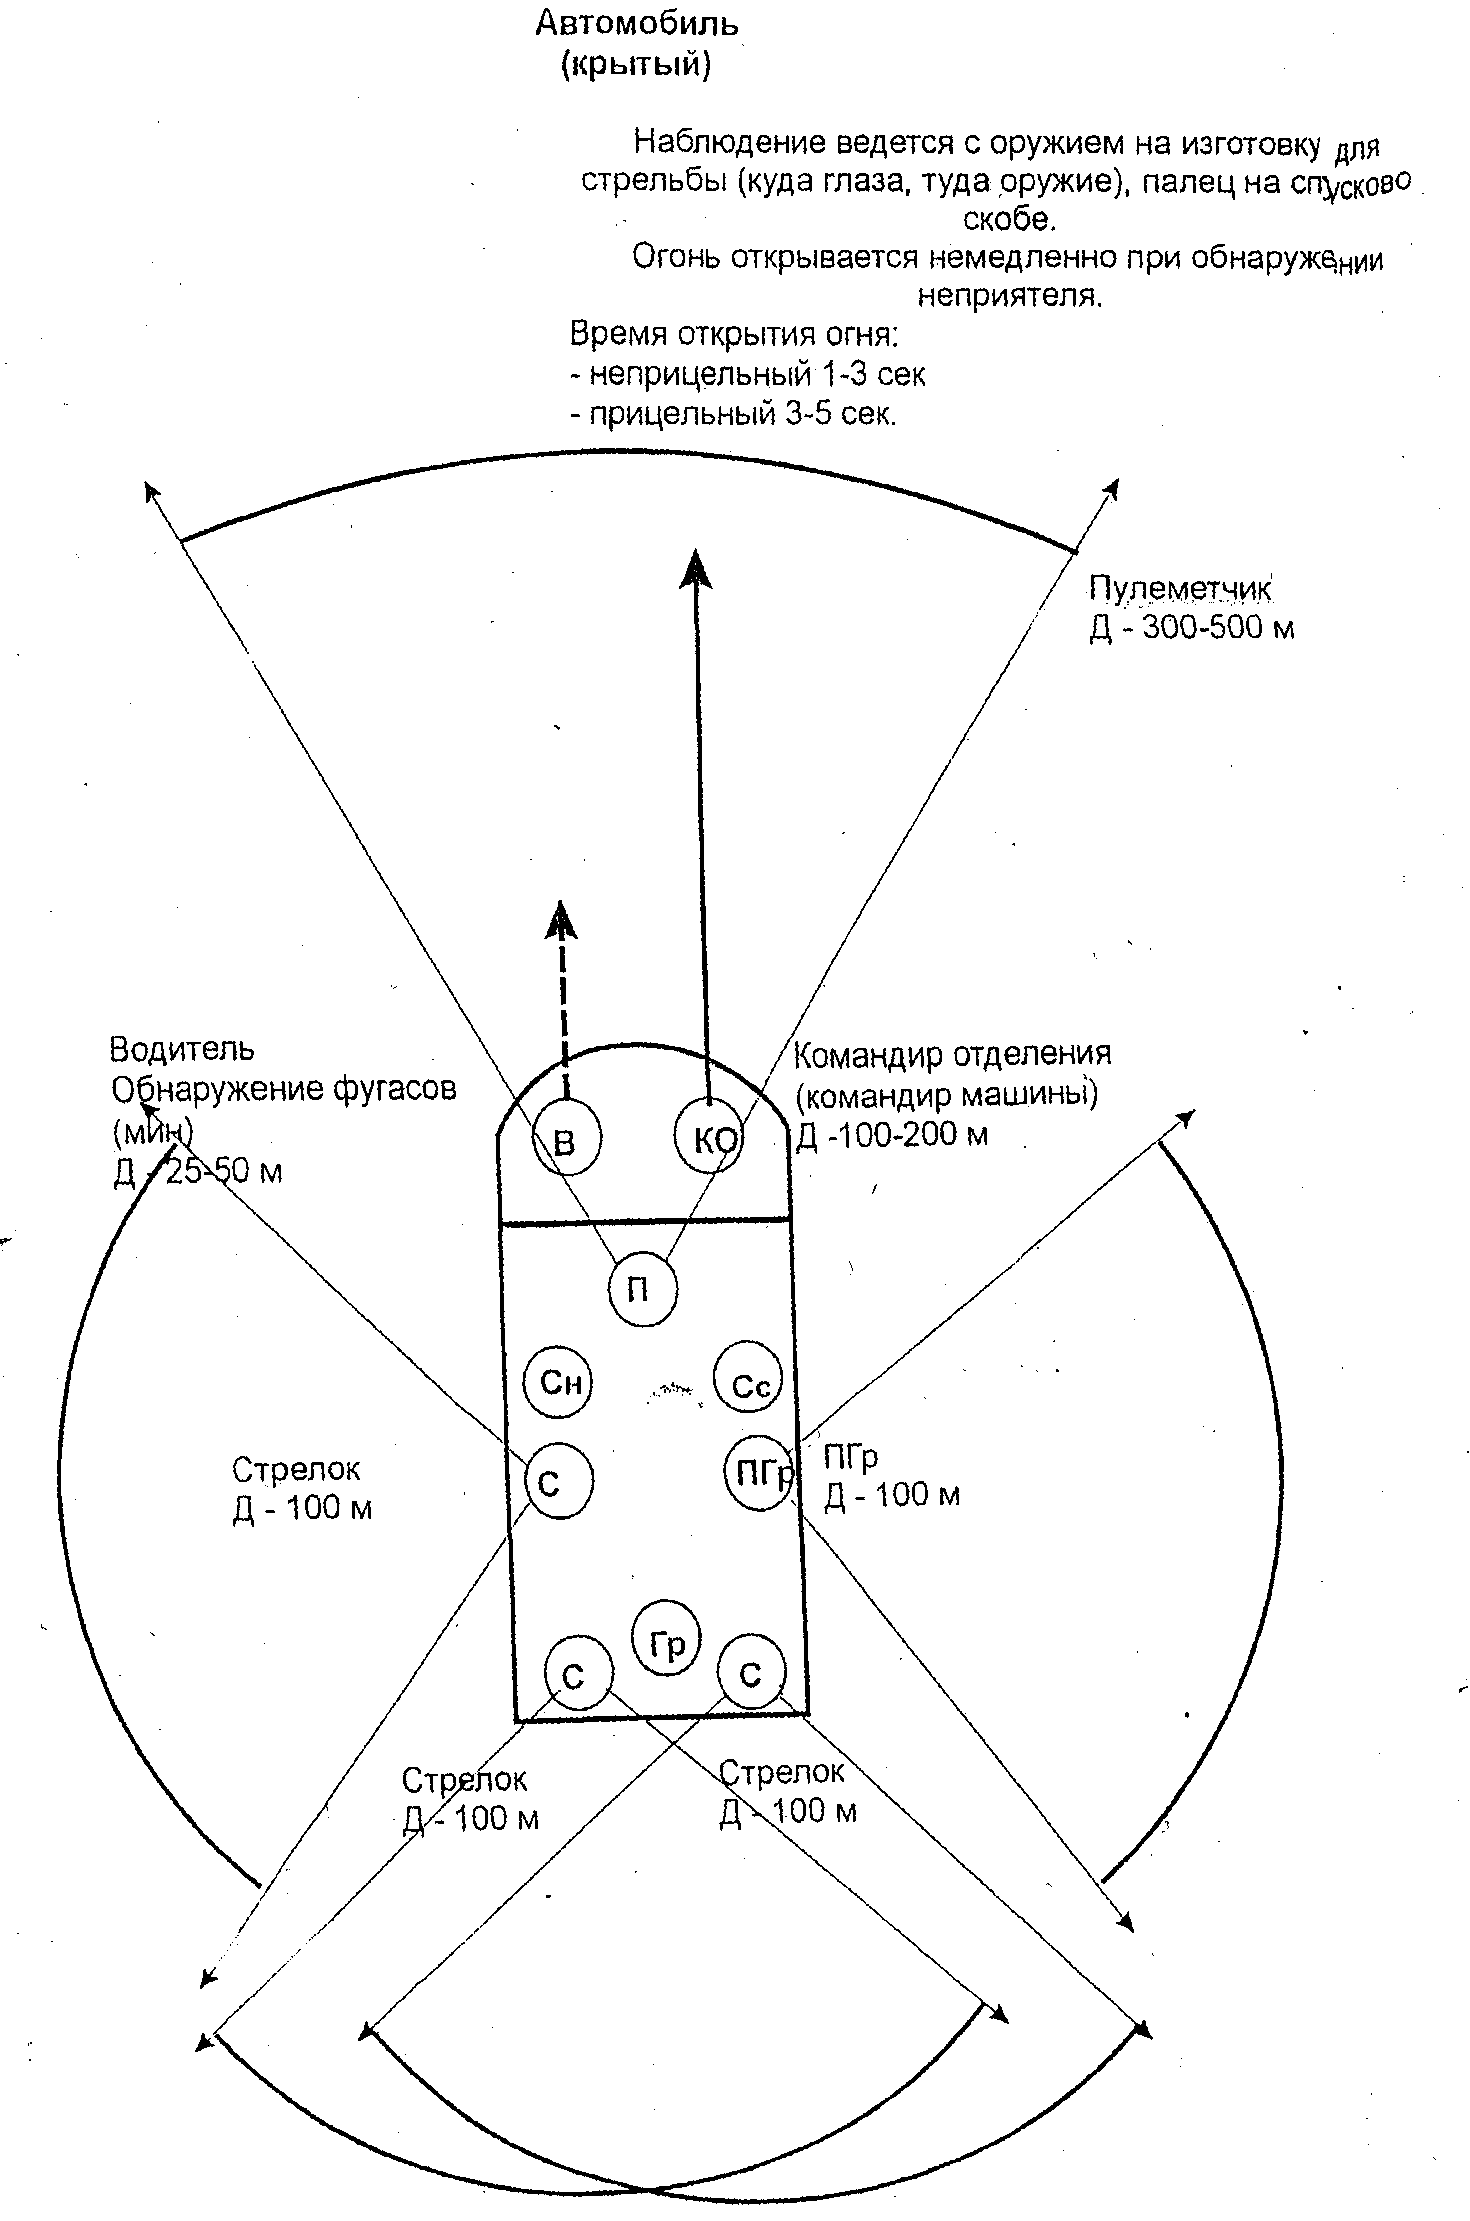 Автомобиль
(крытый)
Наблюдение ведется с оружием на изготовку для
стрельбы (куда глаза, туда оружие), палец на спусково
скобе.
Огонь открывается немедленно при обнаружении
неприятеля.
Время открытия огня:
- неприцельный 1-3 сек
- прицельный 3-5 сек.
Пулеметчик
Д - 300-500 м
Водитель
Обнаружение фугасов
(мин)
Д - 25-50 м
Командир отделения
(командир машины)
Д -100-200 м
В
КО
П
Сн
Сс
Стрелок
Д - 100 м
С
ПГр
ПГр
Д - 100 м
Гр
С
С
Стрелок
Д - 100 м
Стрелок
Д - 100 м